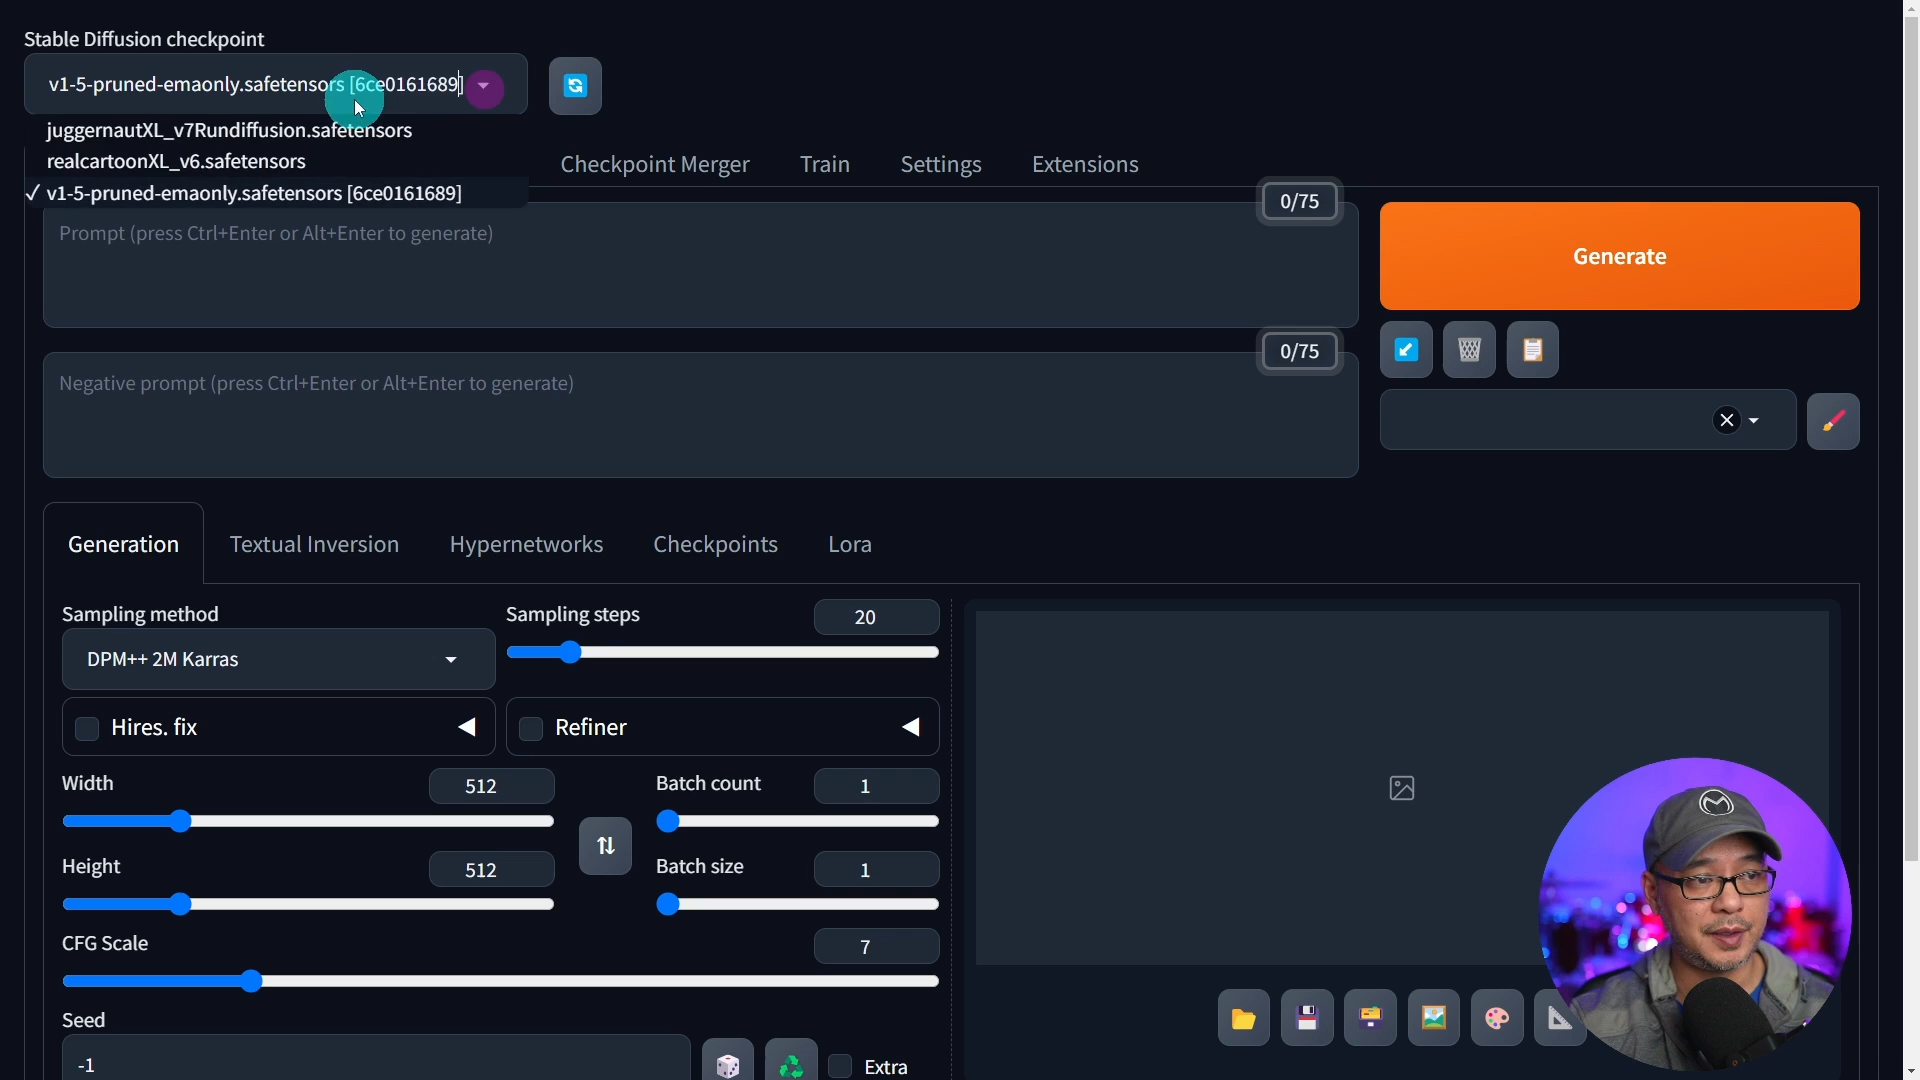 Stable Diffusion checkpoint
v1-5-pruned-emaonly.safetensors [6ce0161689]
juggernautXL_v7Rundiffusion.safetensors
realcartoonXL_v6.safetensors
✓ v1-5-pruned-emaonly.safetensors [6ce0161689]
Checkpoint Merger Train Settings Extensions
0/75
Prompt (press Ctrl+Enter or Alt+Enter to generate)
Generate
0/75
Negative prompt (press Ctrl+Enter or Alt+Enter to generate)
Generation Textual Inversion Hypernetworks Checkpoints Lora
Sampling method
DPM++ 2M Karras
Sampling steps 20
Hires. fix
Refiner
Width 512
Batch count 1
Height 512
Batch size 1
CFG Scale 7
Seed
-1
Extra